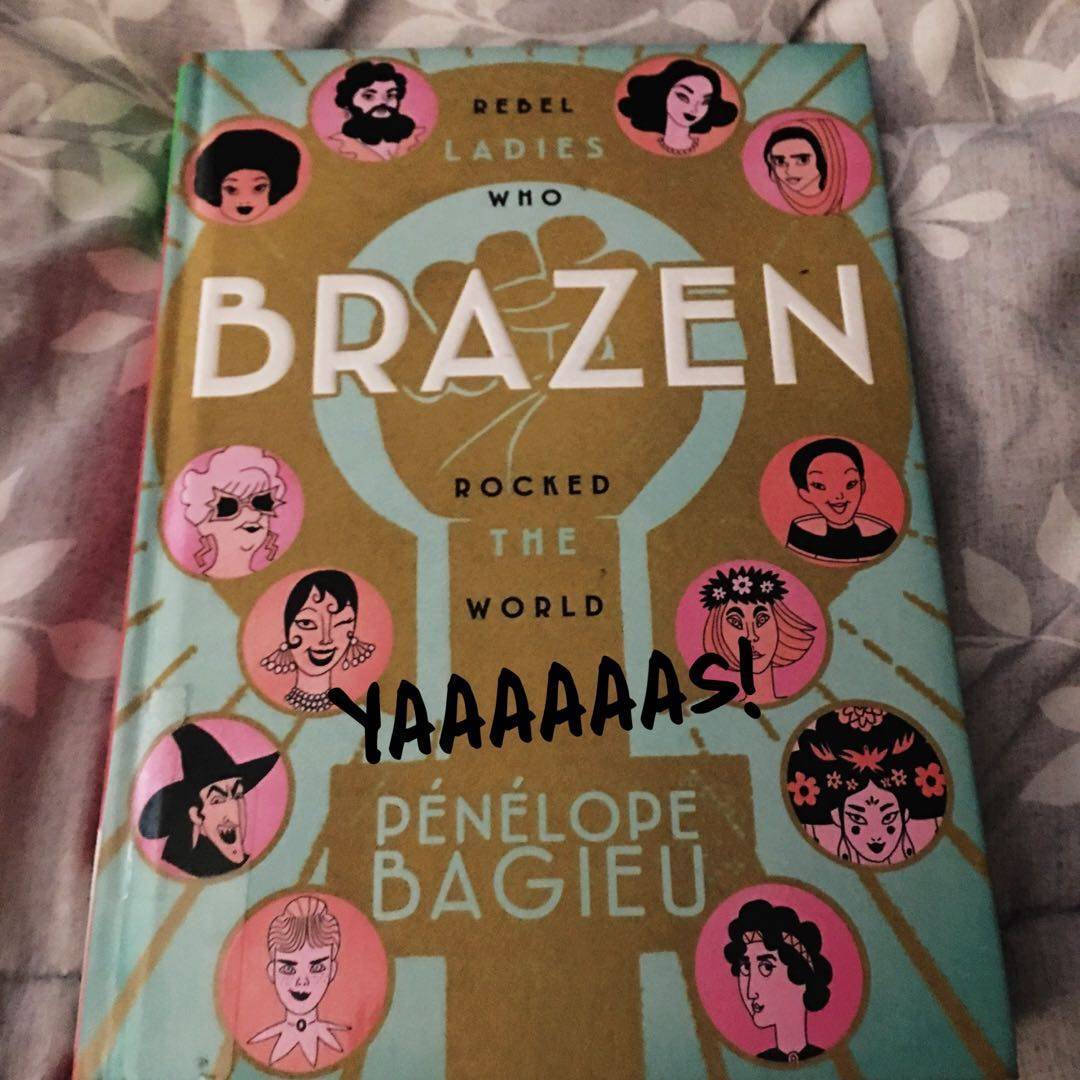 REBEL
LADIES
WHO
BRAZEN
ROCKED
THE
WORLD
YAAAAAAS!
PÉNÉLOPE
BAGIEU